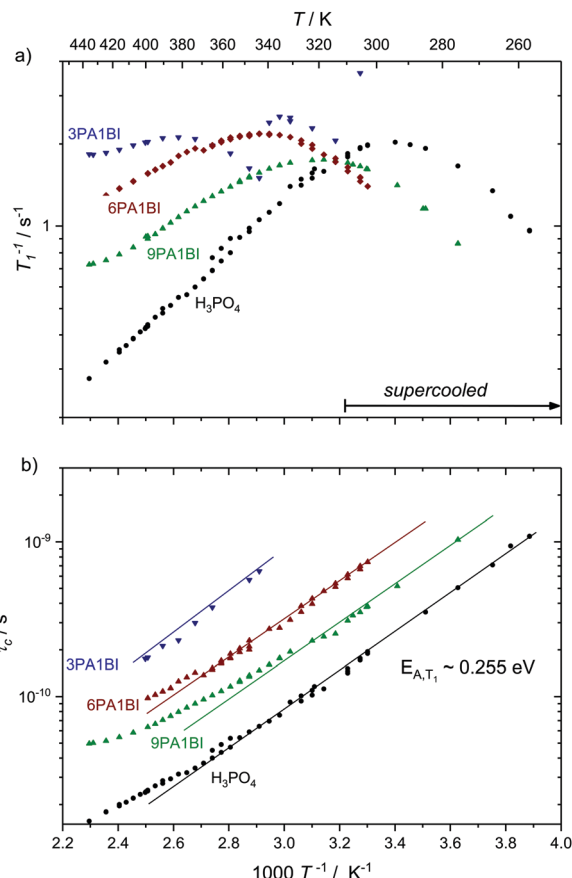 T / K
440 420 400 380 360 340 320 300 280 260
a)
3PA1BI
6PA1BI
9PA1BI
H₃PO₄
1
T₁⁻¹ / s⁻¹
supercooled
b)
10⁻⁹
3PA1BI
6PA1BI
10⁻¹⁰
9PA1BI
H₃PO₄
E_A,T₁ ~ 0.255 eV
/ s
2.2 2.4 2.6 2.8 3.0 3.2 3.4 3.6 3.8 4.0
1000 T⁻¹ / K⁻¹